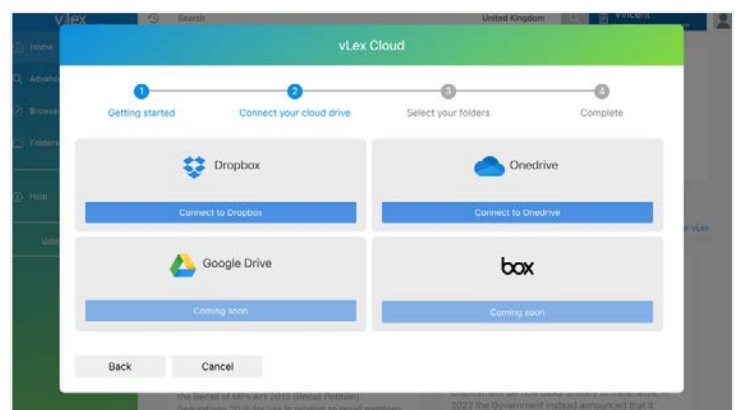 vlex
Search
United Kingdom
Vincent
Home
Browse
Folders
Help
vLex Cloud
1
2
3
4
Getting started
Connect your cloud drive
Select your folders
Complete
Dropbox
Connect to Dropbox
Onedrive
Connect to Onedrive
Google Drive
Coming soon
box
Coming soon
Back
Cancel
the Recall of MPs Act 2015 (Recall Petition)
2022 the Government instead announced that it